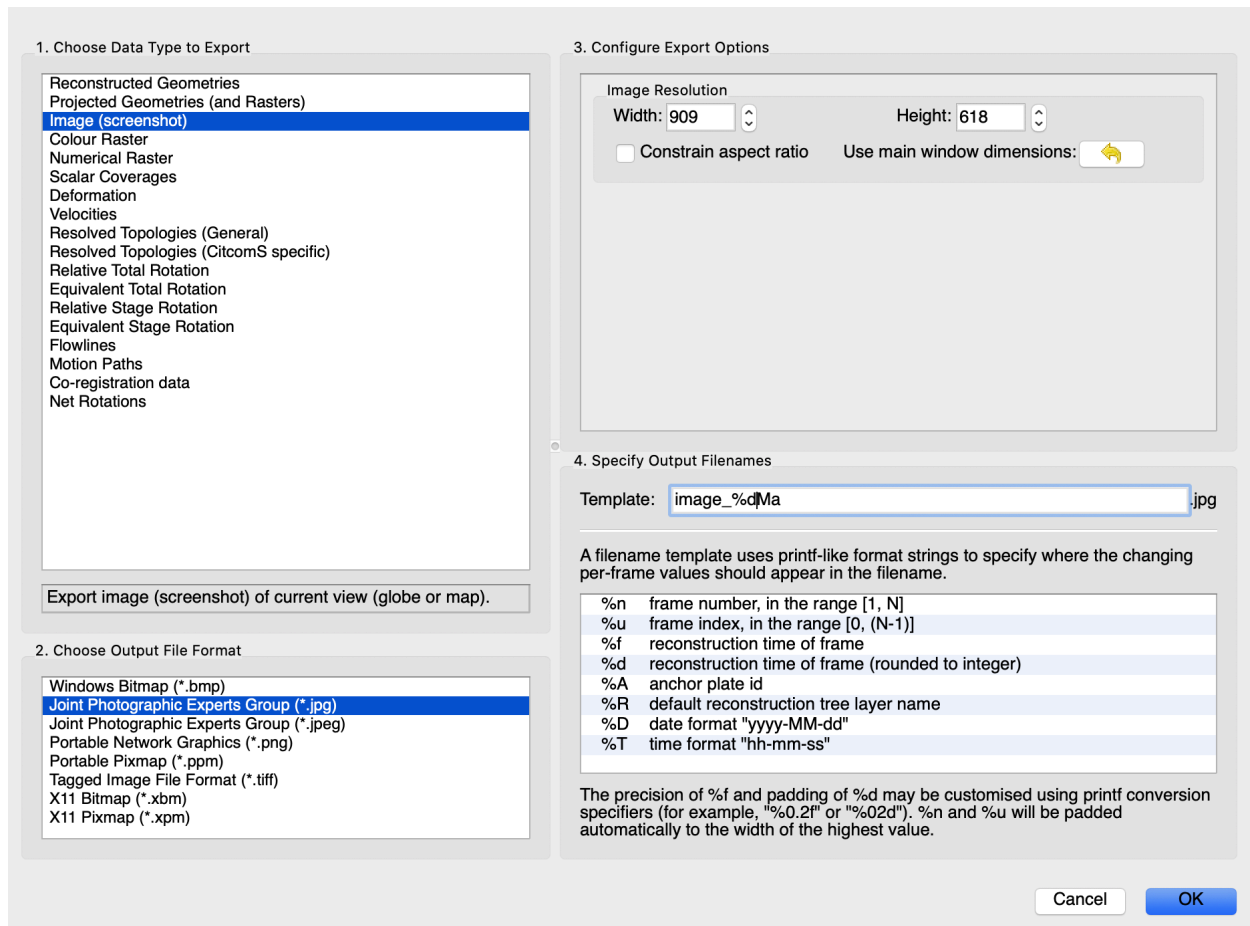 1. Choose Data Type to Export
Reconstructed Geometries
Projected Geometries (and Rasters)
Image (screenshot)
Colour Raster
Numerical Raster
Scalar Coverages
Deformation
Velocities
Resolved Topologies (General)
Resolved Topologies (CitcomS specific)
Relative Total Rotation
Equivalent Total Rotation
Relative Stage Rotation
Equivalent Stage Rotation
Flowlines
Motion Paths
Co-registration data
Net Rotations
Export image (screenshot) of current view (globe or map).
2. Choose Output File Format
Windows Bitmap (*.bmp)
Joint Photographic Experts Group (*.jpg)
Joint Photographic Experts Group (*.jpeg)
Portable Network Graphics (*.png)
Portable Pixmap (*.ppm)
Tagged Image File Format (*.tiff)
X11 Bitmap (*.xbm)
X11 Pixmap (*.xpm)
3. Configure Export Options
Image Resolution
Width: 909 Height: 618
Constrain aspect ratio Use main window dimensions:
4. Specify Output Filenames
Template: image_%dMa .jpg
A filename template uses printf-like format strings to specify where the changing
per-frame values should appear in the filename.
%n frame number, in the range [1, N]
%u frame index, in the range [0, (N-1)]
%f reconstruction time of frame
%d reconstruction time of frame (rounded to integer)
%A anchor plate id
%R default reconstruction tree layer name
%D date format "yyyy-MM-dd"
%T time format "hh-mm-ss"
The precision of %f and padding of %d may be customised using printf conversion
specifiers (for example, "%0.2f" or "%02d"). %n and %u will be padded
automatically to the width of the highest value.
Cancel OK